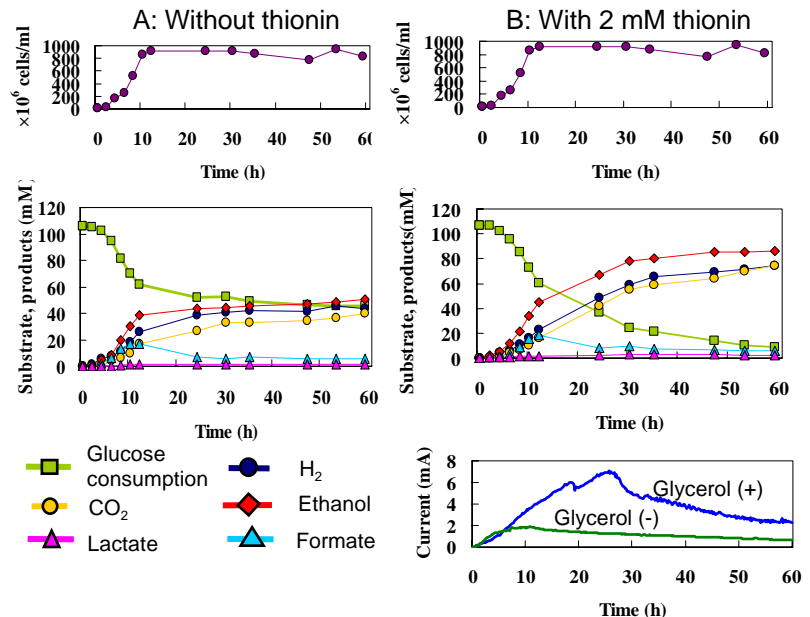 A: Without thionin
×10⁶ cells/ml
1000
800
600
400
200
0
0 10 20 30 40 50 60
Time (h)
B: With 2 mM thionin
×10⁶ cells/ml
1000
800
600
400
200
0
0 10 20 30 40 50 60
Time (h)
Substrate, products (mM)
120
100
80
60
40
20
0
0 10 20 30 40 50 60
Time (h)
Substrate, products(mM)
120
100
80
60
40
20
0
0 10 20 30 40 50 60
Time (h)
Glucose
consumption
H₂
CO₂
Ethanol
Lactate
Formate
Current (mA)
8
6
4
2
0
Glycerol (+)
Glycerol (-)
0 10 20 30 40 50 60
Time (h)